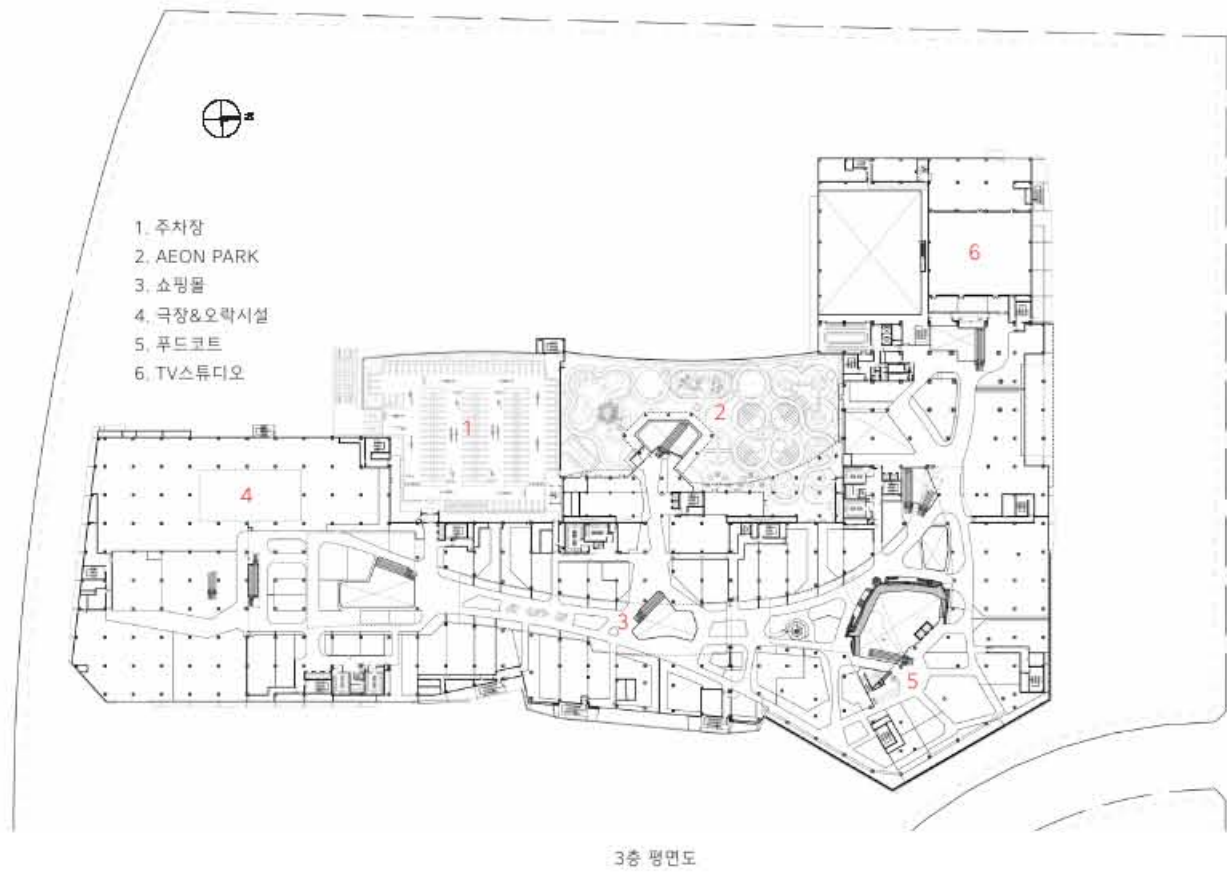 1. 주차장
2. AEON PARK
3. 쇼핑몰
4. 극장&오락시설
5. 푸드코트
6. TV스튜디오
6
2
1
4
3
5
3층 평면도